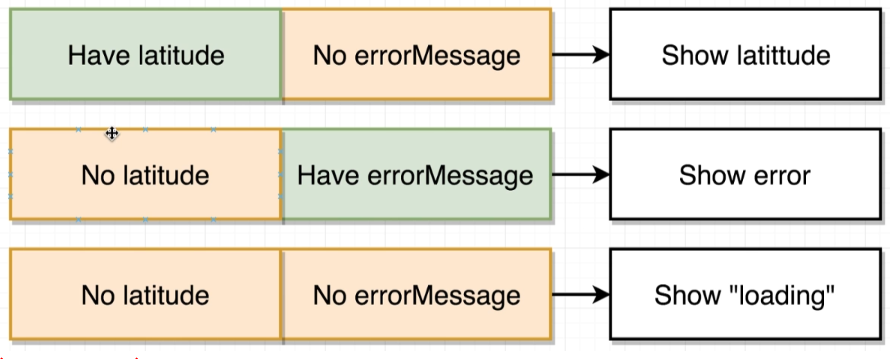 Have latitude No errorMessage Show latittude
No latitude Have errorMessage Show error
No latitude No errorMessage Show "loading"